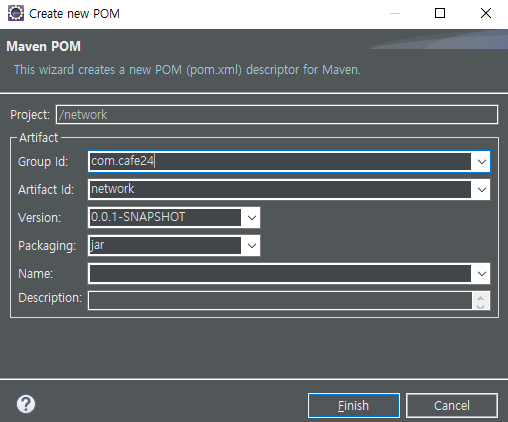 Create new POM
Maven POM
This wizard creates a new POM (pom.xml) descriptor for Maven.
Project: /network
Artifact
Group Id: com.cafe24
Artifact Id: network
Version: 0.0.1-SNAPSHOT
Packaging: jar
Name:
Description:
? Finish Cancel